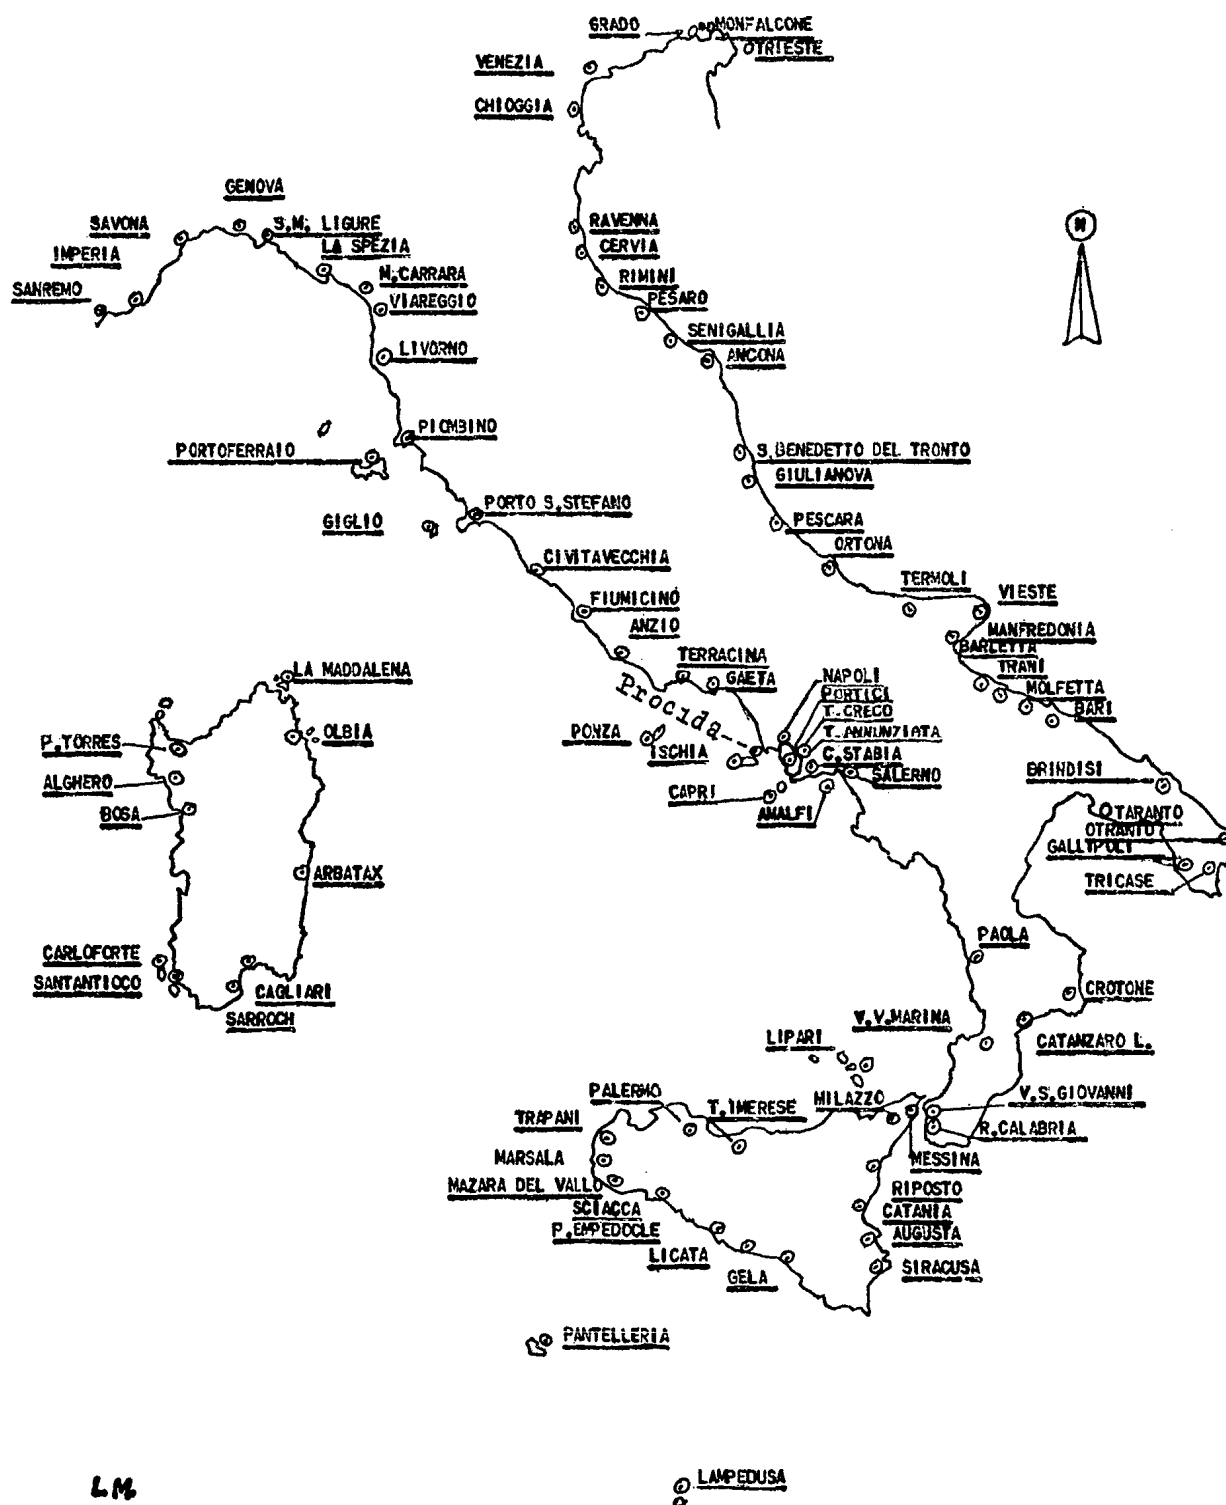 GRADO
MONFALCONE
TRIESTE
VENEZIA
CHIOGGIA
GENOVA
SAVONA
S.M. LIGURE
IMPERIA
LA SPEZIA
SANREMO
M.CARRARA
VIAREGGIO
LIVORNO
RAVENNA
CERVIA
RIMINI
PESARO
SENIGALLIA
ANCONA
N
PIOMBINO
PORTOFERRAIO
S.BENEDETTO DEL TRONTO
GIULIANOVA
GIGLIO
PORTO S.STEFANO
PESCARA
ORTONA
CIVITAVECCHIA
TERMOLI
VIESTE
FIUMICINO
ANZIO
MANFREDONIA
BARLETTA
TRANI
MOLFETTA
BARI
TERRACINA
GAETA
LA MADDALENA
Procida
NAPOLI
PORTICI
T.GRECO
T.ANNUNZIATA
C.STABIA
SALERNO
PONZA
ISCHIA
CAPRI
AMALFI
OLBIA
P.TORRES
ALGHERO
BOSA
ARBATAX
BRINDISI
TARANTO
OTRANTO
GALLIPOLI
TRICASE
PAOLA
CARLOFORTE
SANTANTIOCO
CAGLIARI
SARROCH
CROTONE
V.V.MARINA
CATANZARO L.
LIPARI
PALERMO
T.IMERESE
MILAZZO
V.S.GIOVANNI
R.CALABRIA
TRAPANI
MARSALA
MESSINA
MAZARA DEL VALLO
RIPOSTO
SCIACCA
CATANIA
P.EMPEDOCLE
AUGUSTA
LICATA
GELA
SIRACUSA
PANTELLERIA
L.M.
LAMPEDUSA